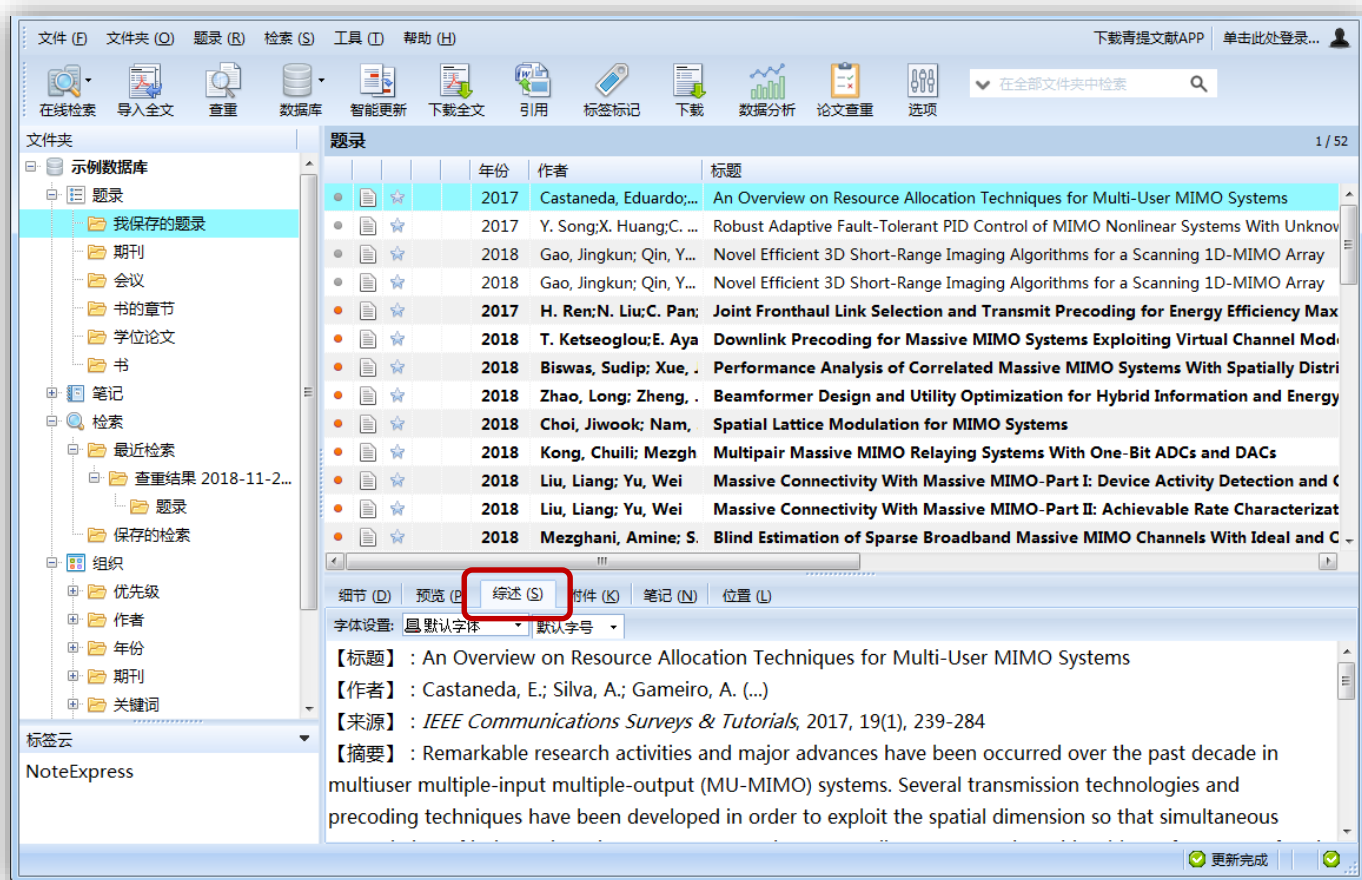 文件 (F) 文件夹 (O) 题录 (R) 检索 (S) 工具 (T) 帮助 (H) 下载青提文献APP 单击此处登录...
在线检索 导入全文 查重 数据库 智能更新 下载全文 引用 标签标记 下载 数据分析 论文查重 选项 在全部文件夹中检索
文件夹
示例数据库
题录
我保存的题录
期刊
会议
书的章节
学位论文
书
笔记
检索
最近检索
查重结果 2018-11-2...
题录
保存的检索
组织
优先级
作者
年份
期刊
关键词
标签云
NoteExpress
题录 1 / 52
年份 作者 标题
2017 Castaneda, Eduardo;... An Overview on Resource Allocation Techniques for Multi-User MIMO Systems
2017 Y. Song;X. Huang;C. ... Robust Adaptive Fault-Tolerant PID Control of MIMO Nonlinear Systems With Unknow
2018 Gao, Jingkun; Qin, Y... Novel Efficient 3D Short-Range Imaging Algorithms for a Scanning 1D-MIMO Array
2018 Gao, Jingkun; Qin, Y... Novel Efficient 3D Short-Range Imaging Algorithms for a Scanning 1D-MIMO Array
2017 H. Ren;N. Liu;C. Pan; Joint Fronthaul Link Selection and Transmit Precoding for Energy Efficiency Max
2018 T. Ketseoglou;E. Aya Downlink Precoding for Massive MIMO Systems Exploiting Virtual Channel Mod
2018 Biswas, Sudip; Xue, Performance Analysis of Correlated Massive MIMO Systems With Spatially Distri
2018 Zhao, Long; Zheng, Beamformer Design and Utility Optimization for Hybrid Information and Energy
2018 Choi, Jiwook; Nam, Spatial Lattice Modulation for MIMO Systems
2018 Kong, Chuili; Mezgh Multipair Massive MIMO Relaying Systems With One-Bit ADCs and DACs
2018 Liu, Liang; Yu, Wei Massive Connectivity With Massive MIMO-Part I: Device Activity Detection and
2018 Liu, Liang; Yu, Wei Massive Connectivity With Massive MIMO-Part II: Achievable Rate Characterizat
2018 Mezghani, Amine; S. Blind Estimation of Sparse Broadband Massive MIMO Channels With Ideal and
细节 (D) 预览 (P 综述 (S) 附件 (K) 笔记 (N) 位置 (L)
字体设置: 默认字体 默认字号
【标题】 : An Overview on Resource Allocation Techniques for Multi-User MIMO Systems
【作者】 : Castaneda, E.; Silva, A.; Gameiro, A. (...)
【来源】 : IEEE Communications Surveys & Tutorials, 2017, 19(1), 239-284
【摘要】 : Remarkable research activities and major advances have been occurred over the past decade in
multiuser multiple-input multiple-output (MU-MIMO) systems. Several transmission technologies and
precoding techniques have been developed in order to exploit the spatial dimension so that simultaneous
更新完成